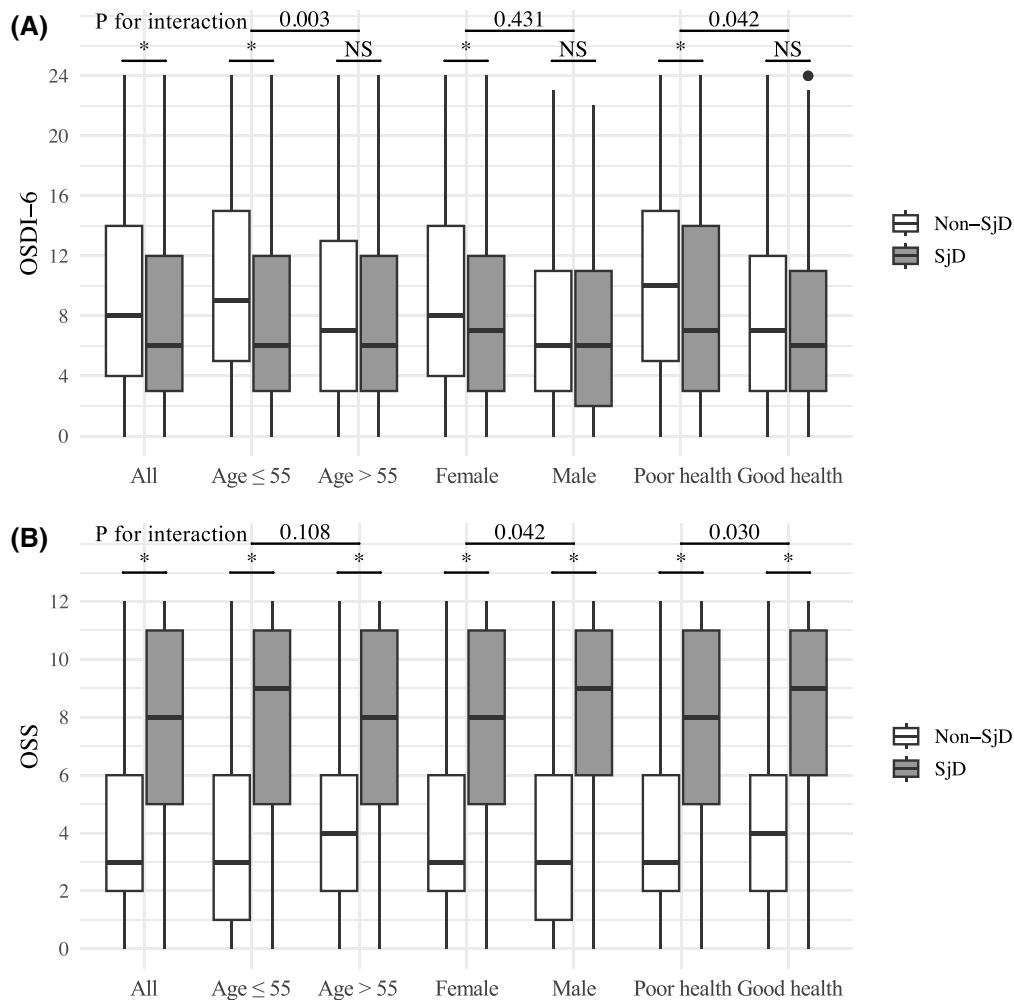 (A)
P for interaction 0.003 0.431 0.042
* * NS * NS * NS
24
20
16
12
8
4
0
OSDI–6
All Age ≤ 55 Age > 55 Female Male Poor health Good health
Non–SjD
SjD
(B)
P for interaction 0.108 0.042 0.030
* * * * * * *
12
10
8
6
4
2
0
OSS
All Age ≤ 55 Age > 55 Female Male Poor health Good health
Non–SjD
SjD